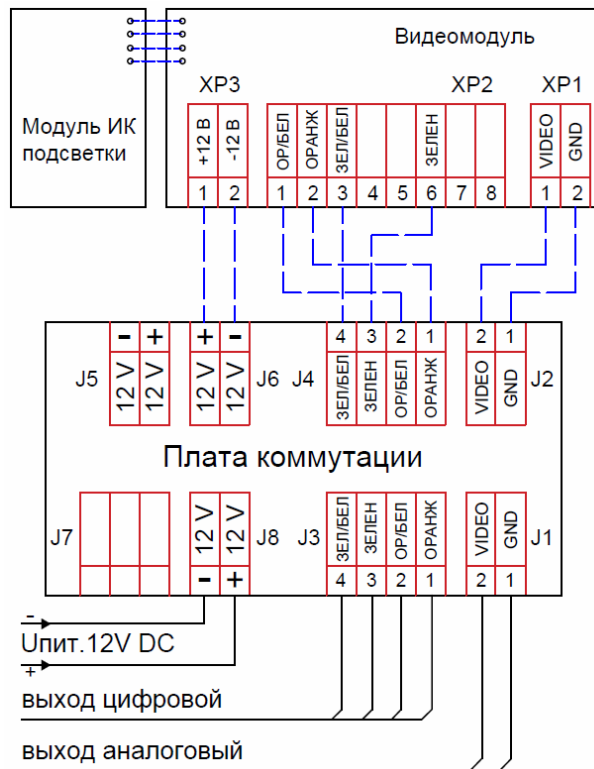 Видеомодуль
Модуль ИК
подсветки
XP3
XP2
XP1
+12 В
-12 В
ОР/БЕЛ
ОРАНЖ
ЗЕЛ/БЕЛ
ЗЕЛЕН
VIDEO
GND
1 2
1 2 3 4 5 6 7 8
1 2
- +
+ -
4 3 2 1
2 1
J5
12 V
12 V
12 V
12 V
J6
J4
ЗЕЛ/БЕЛ
ЗЕЛЕН
ОР/БЕЛ
ОРАНЖ
VIDEO
GND
J2
Плата коммутации
J7
12 V
12 V
J8
J3
ЗЕЛ/БЕЛ
ЗЕЛЕН
ОР/БЕЛ
ОРАНЖ
VIDEO
GND
J1
- +
4 3 2 1
2 1
-
Uпит.12V DC
+
выход цифровой
выход аналоговый